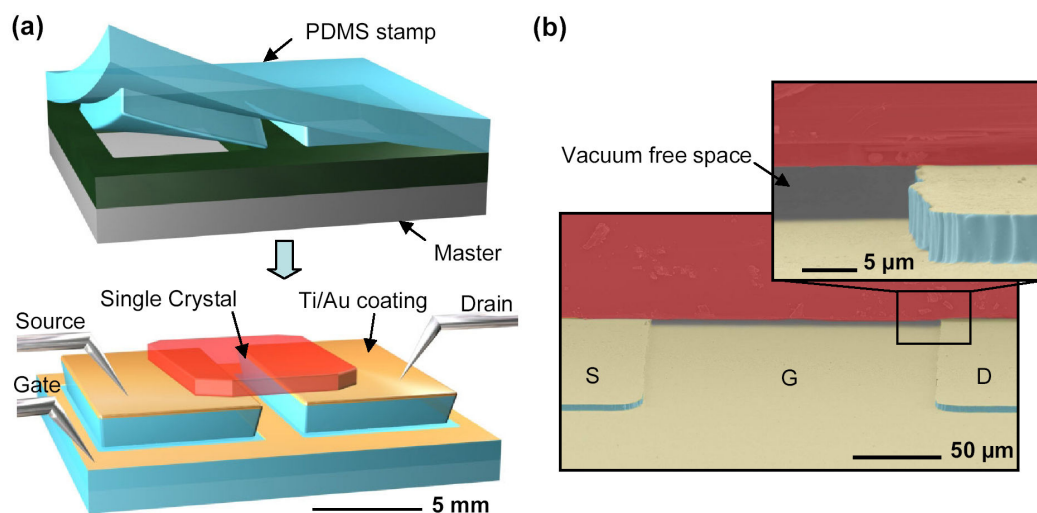 (a)
PDMS stamp
Master
Single Crystal
Ti/Au coating
Drain
Source
Gate
5 mm
(b)
Vacuum free space
5 µm
S
G
D
50 µm